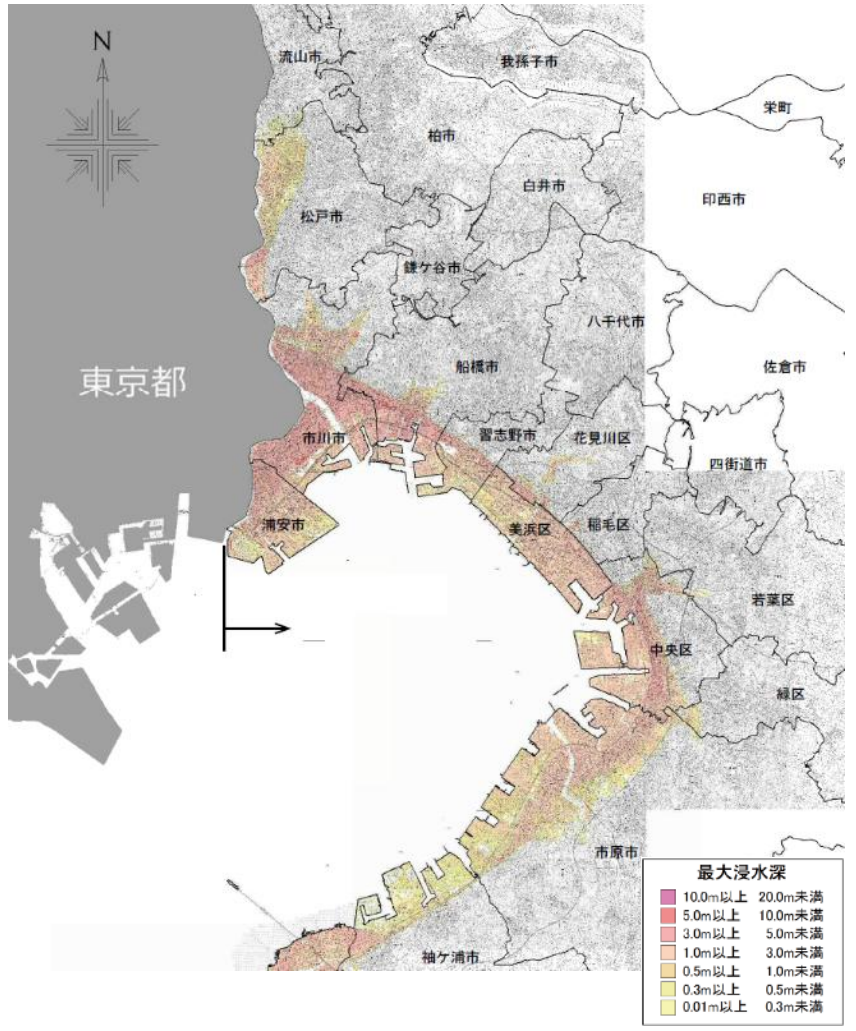 N
流山市
我孫子市
栄町
柏市
白井市
印西市
松戸市
鎌ケ谷市
八千代市
船橋市
佐倉市
東京都
市川市
習志野市
花見川区
四街道市
浦安市
美浜区
稲毛区
若葉区
中央区
緑区
市原市
袖ケ浦市
最大浸水深
10.0m以上 20.0m未満
5.0m以上 10.0m未満
3.0m以上 5.0m未満
1.0m以上 3.0m未満
0.5m以上 1.0m未満
0.3m以上 0.5m未満
0.01m以上 0.3m未満